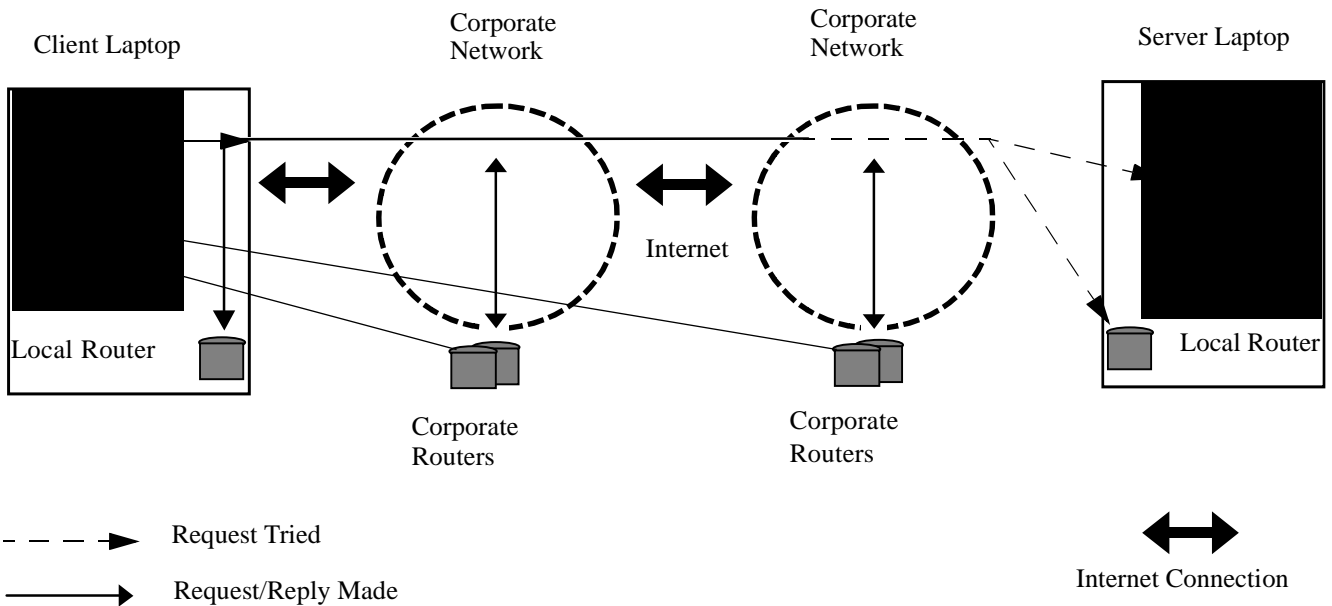 Client Laptop
Corporate
Network
Corporate
Network
Server Laptop
Internet
Local Router
Local Router
Corporate
Routers
Corporate
Routers
Request Tried
Request/Reply Made
Internet Connection